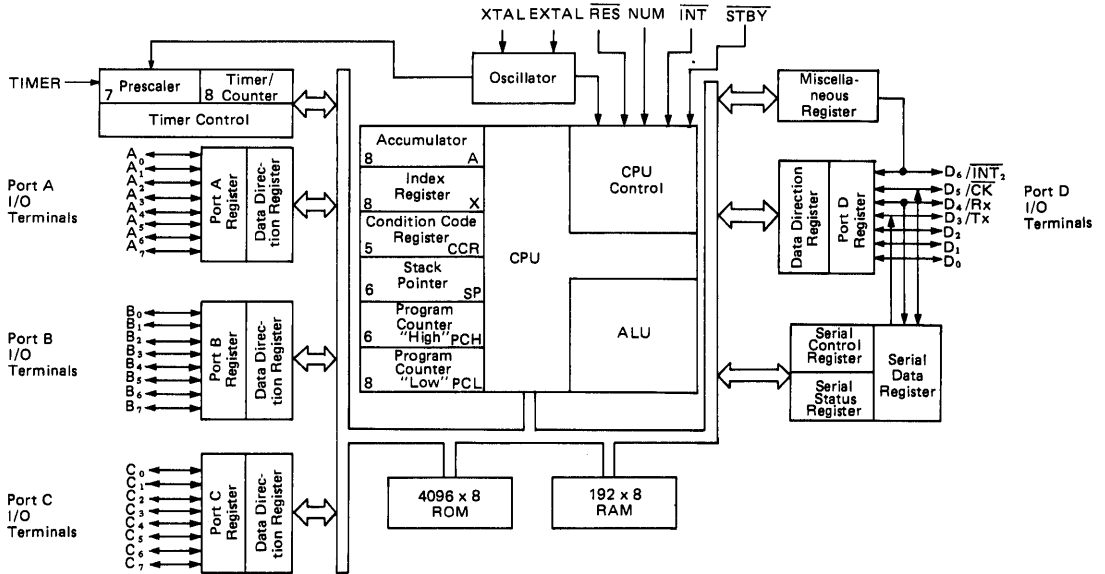 XTAL EXTAL RES NUM INT STBY
TIMER
7 Prescaler
8 Timer/
Counter
Timer Control
Oscillator
Miscella-
neous
Register
Port A
I/O
Terminals
A₀
A₁
A₂
A₃
A₄
A₅
A₆
A₇
Port A
Register
Data Direc-
tion Register
Accumulator
8 A
Index
Register
8 X
Condition Code
Register
5 CCR
Stack
Pointer
6 SP
Program
Counter
6 "High" PCH
Program
Counter
8 "Low" PCL
CPU
CPU
Control
ALU
Data Direction
Register
Port D
Register
D₆/INT₂
D₅/CK
D₄/Rx
D₃/Tx
D₂
D₁
D₀
Port D
I/O
Terminals
Port B
I/O
Terminals
B₀
B₁
B₂
B₃
B₄
B₅
B₆
B₇
Port B
Register
Data Direc-
tion Register
Serial
Control
Register
Serial
Status
Register
Serial
Data
Register
Port C
I/O
Terminals
C₀
C₁
C₂
C₃
C₄
C₅
C₆
C₇
Port C
Register
Data Direc-
tion Register
4096 x 8
ROM
192 x 8
RAM